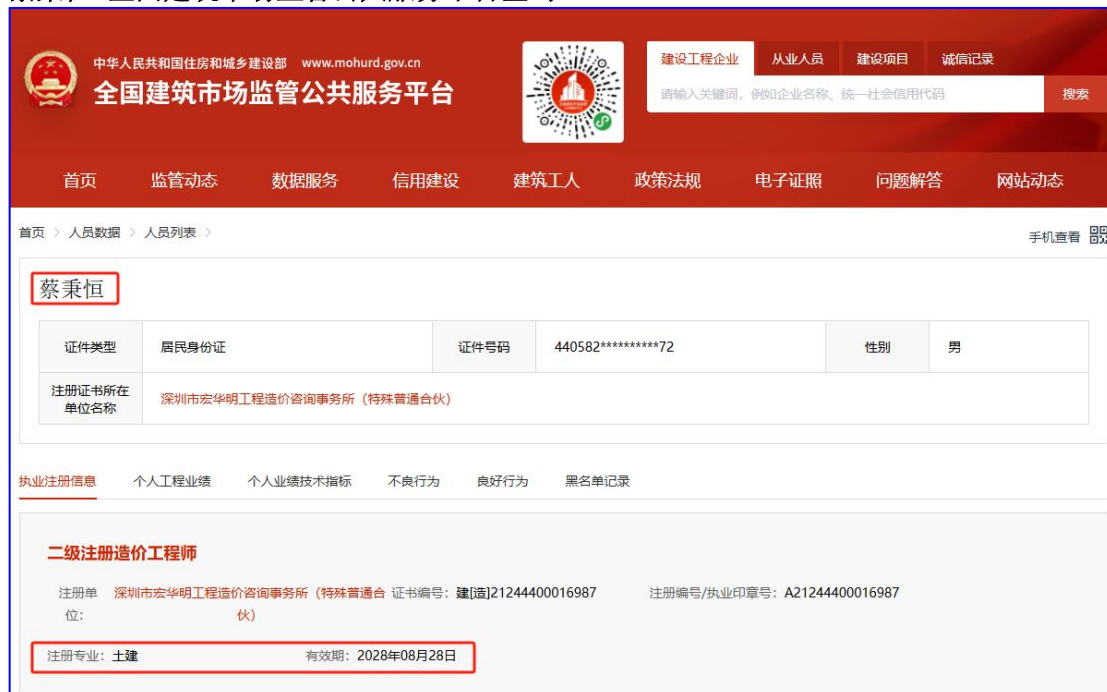 中华人民共和国住房和城乡建设部 www.mohurd.gov.cn
全国建筑市场监管公共服务平台
建设工程企业 从业人员 建设项目 诚信记录
请输入关键词，例如企业名称、统一社会信用代码 搜索
首页 监管动态 数据服务 信用建设 建筑工人 政策法规 电子证照 问题解答 网站动态
首页 > 人员数据 > 人员列表 >
手机查看
蔡秉恒
证件类型 居民身份证 证件号码 440582**********72 性别 男
注册证书所在
单位名称
深圳市宏华明工程造价咨询事务所（特殊普通合伙）
执业注册信息 个人工程业绩 个人业绩技术指标 不良行为 良好行为 黑名单记录
二级注册造价工程师
注册单 深圳市宏华明工程造价咨询事务所（特殊普通合 证书编号：建[造]21244400016987 注册编号/执业印章号：A21244400016987
位： 伙）
注册专业：土建 有效期：2028年08月28日